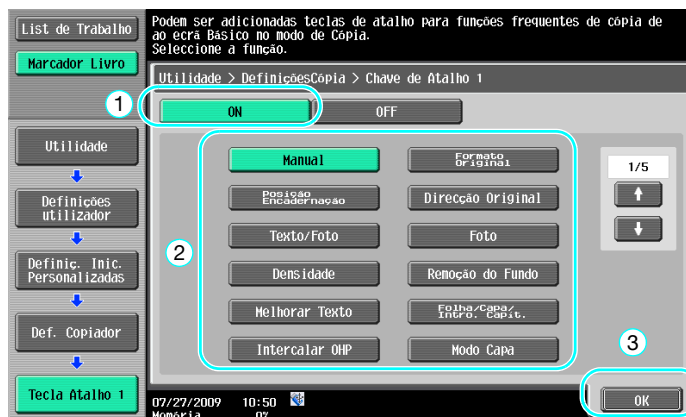 List de Trabalho
Marcador Livro
Podem ser adicionadas teclas de atalho para funções frequentes de cópia de
ao ecrã Básico no modo de Cópia.
Seleccione a função.
Utilidade > DefiniçõesCópia > Chave de Atalho 1
1
ON
OFF
Utilidade
Definições
utilizador
Definiç. Inic.
Personalizadas
Def. Copiador
Tecla Atalho 1
2
Manual
Formato
Original
Posição
Encadernação
Direcção Original
Texto/Foto
Foto
Densidade
Remoção do Fundo
Melhorar Texto
Folha/Capa/
Intro. Capít.
Intercalar OHP
Modo Capa
1/5
3
OK
07/27/2009 10:50
Memória 0%